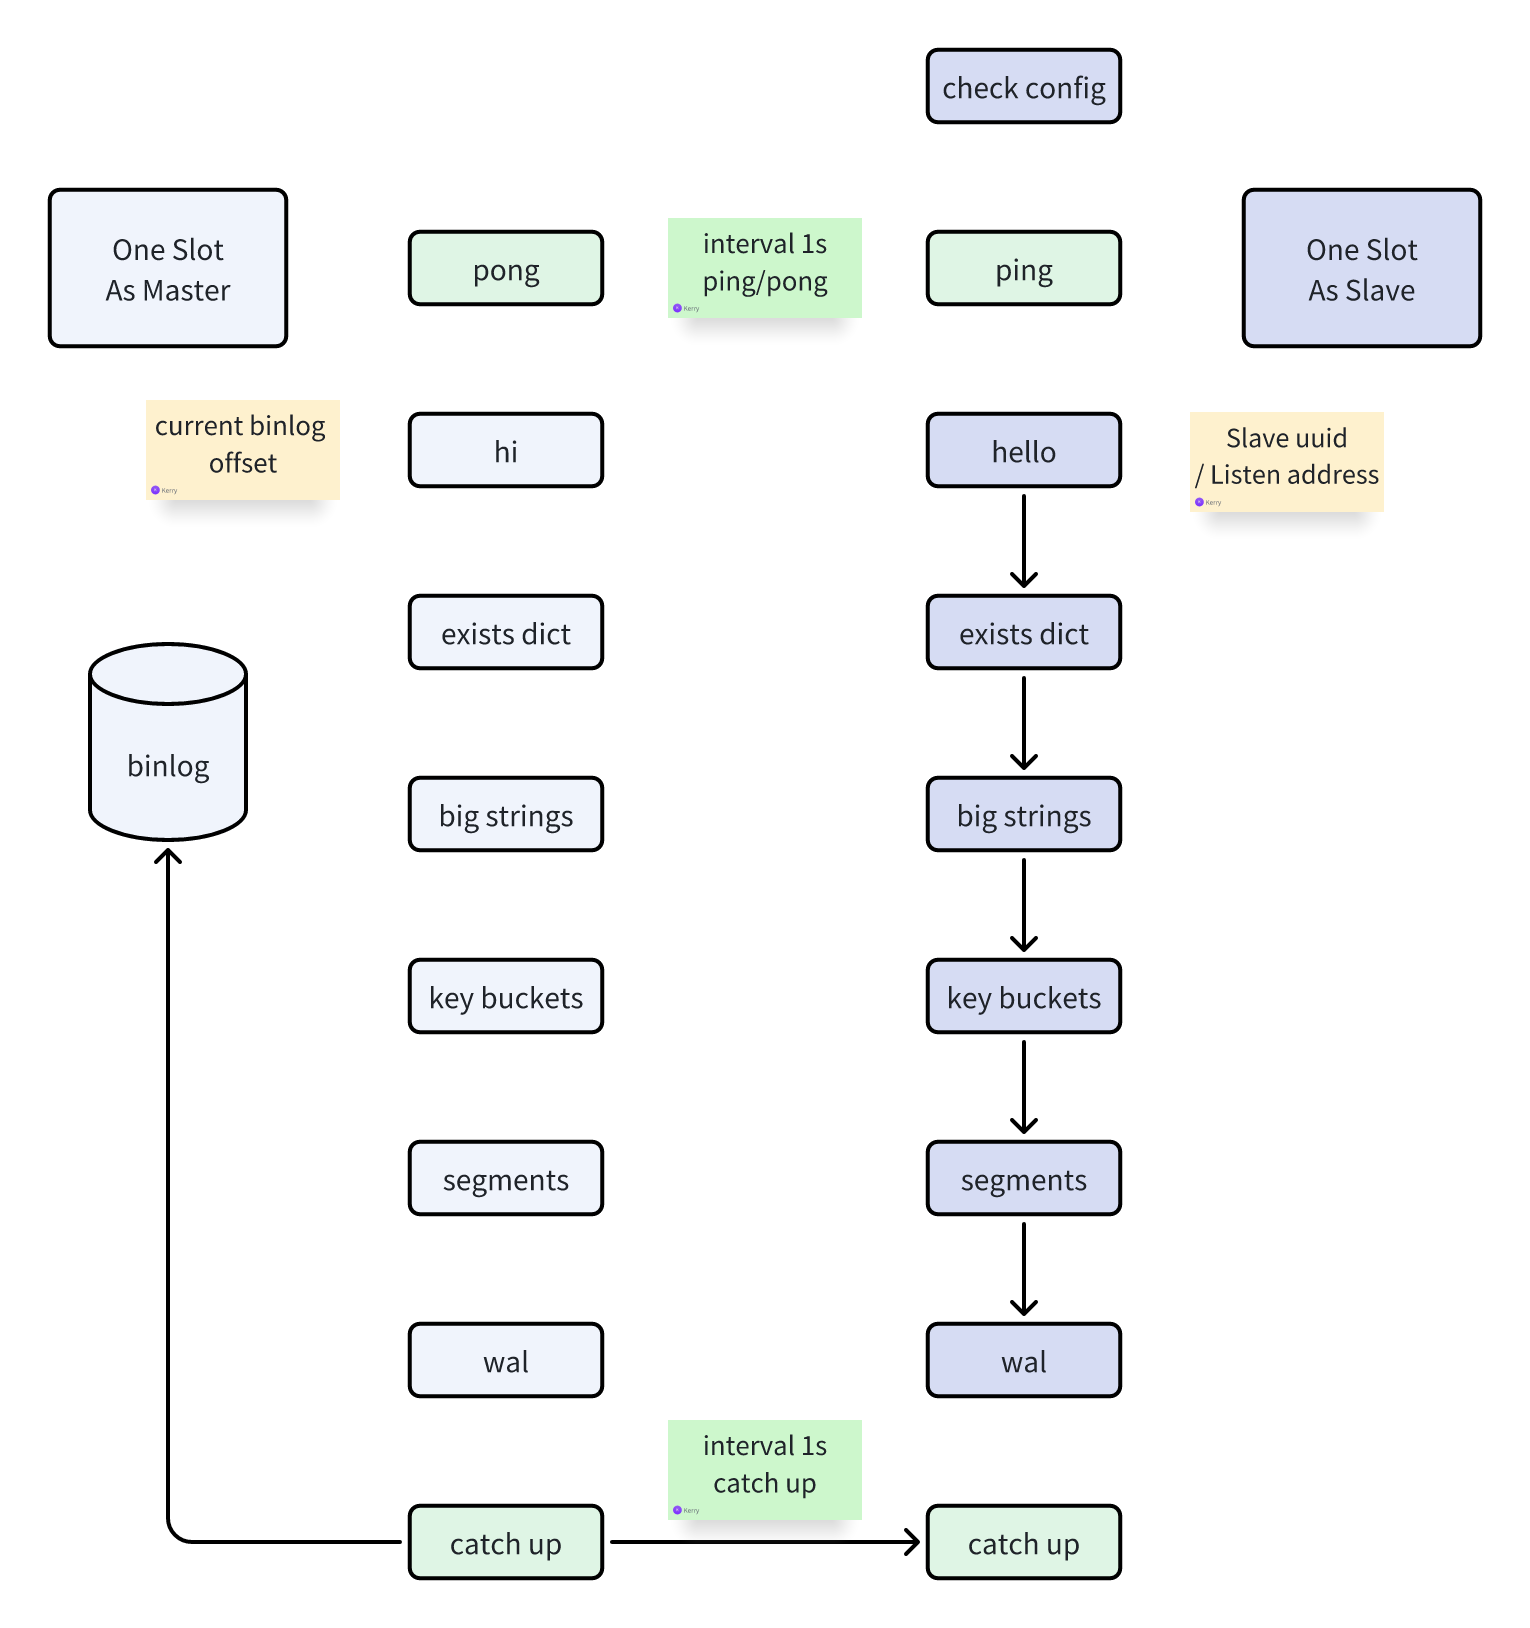 check config
One Slot
As Master
pong
interval 1s
ping/pong
Kerry
ping
One Slot
As Slave
current binlog
offset
Kerry
hi
hello
Slave uuid
/ Listen address
Kerry
exists dict
exists dict
binlog
big strings
big strings
key buckets
key buckets
segments
segments
wal
wal
interval 1s
catch up
Kerry
catch up
catch up